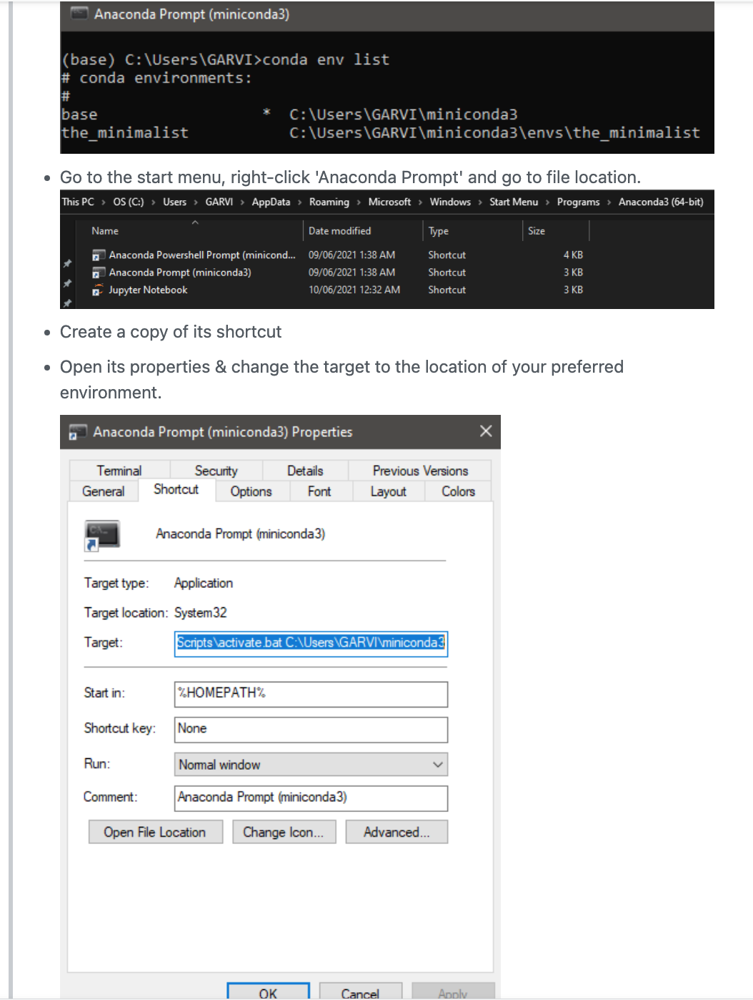 Anaconda Prompt (miniconda3)
(base) C:\Users\GARVI>conda env list
# conda environments:
#
base * C:\Users\GARVI\miniconda3
the_minimalist C:\Users\GARVI\miniconda3\envs\the_minimalist
• Go to the start menu, right-click 'Anaconda Prompt' and go to file location.
This PC > OS (C:) > Users > GARVI > AppData > Roaming > Microsoft > Windows > Start Menu > Programs > Anaconda3 (64-bit)
Name Date modified Type Size
Anaconda Powershell Prompt (minicond... 09/06/2021 1:38 AM Shortcut 4 KB
Anaconda Prompt (miniconda3) 09/06/2021 1:38 AM Shortcut 3 KB
Jupyter Notebook 10/06/2021 12:32 AM Shortcut 3 KB
• Create a copy of its shortcut
• Open its properties & change the target to the location of your preferred
environment.
Anaconda Prompt (miniconda3) Properties
Terminal Security Details Previous Versions
General Shortcut Options Font Layout Colors
Anaconda Prompt (miniconda3)
Target type: Application
Target location: System32
Target: Scripts\activate.bat C:\Users\GARVI\miniconda3
Start in: %HOMEPATH%
Shortcut key: None
Run: Normal window
Comment: Anaconda Prompt (miniconda3)
Open File Location Change Icon... Advanced...
OK Cancel Apply